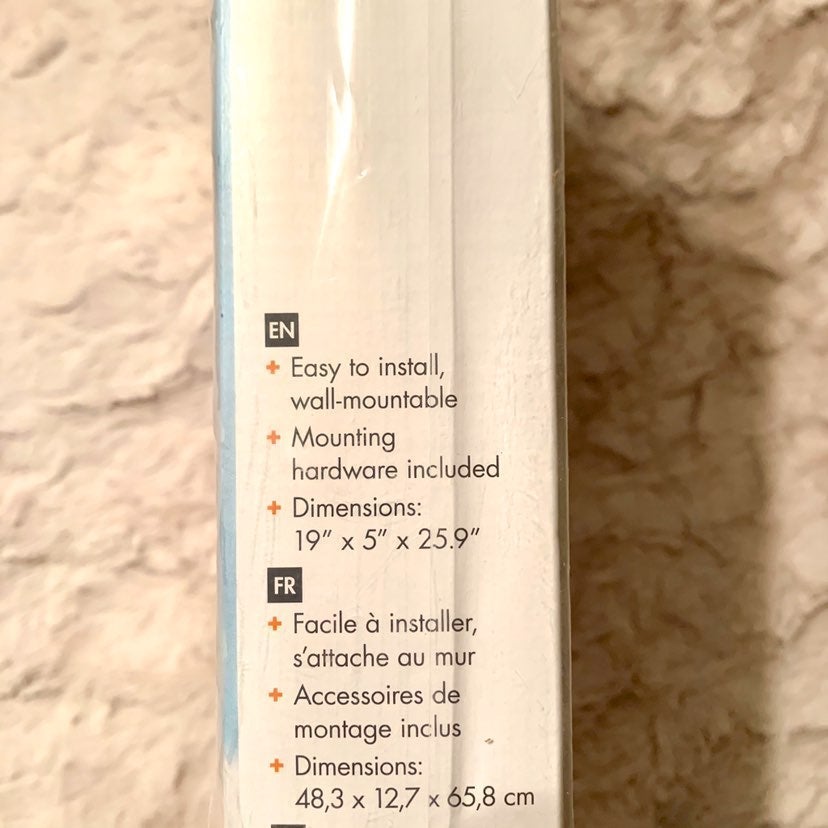 EN
+ Easy to install,
wall-mountable
+ Mounting
hardware included
+ Dimensions:
19” x 5” x 25.9”
FR
+ Facile à installer,
s’attache au mur
+ Accessoires de
montage inclus
+ Dimensions:
48,3 x 12,7 x 65,8 cm